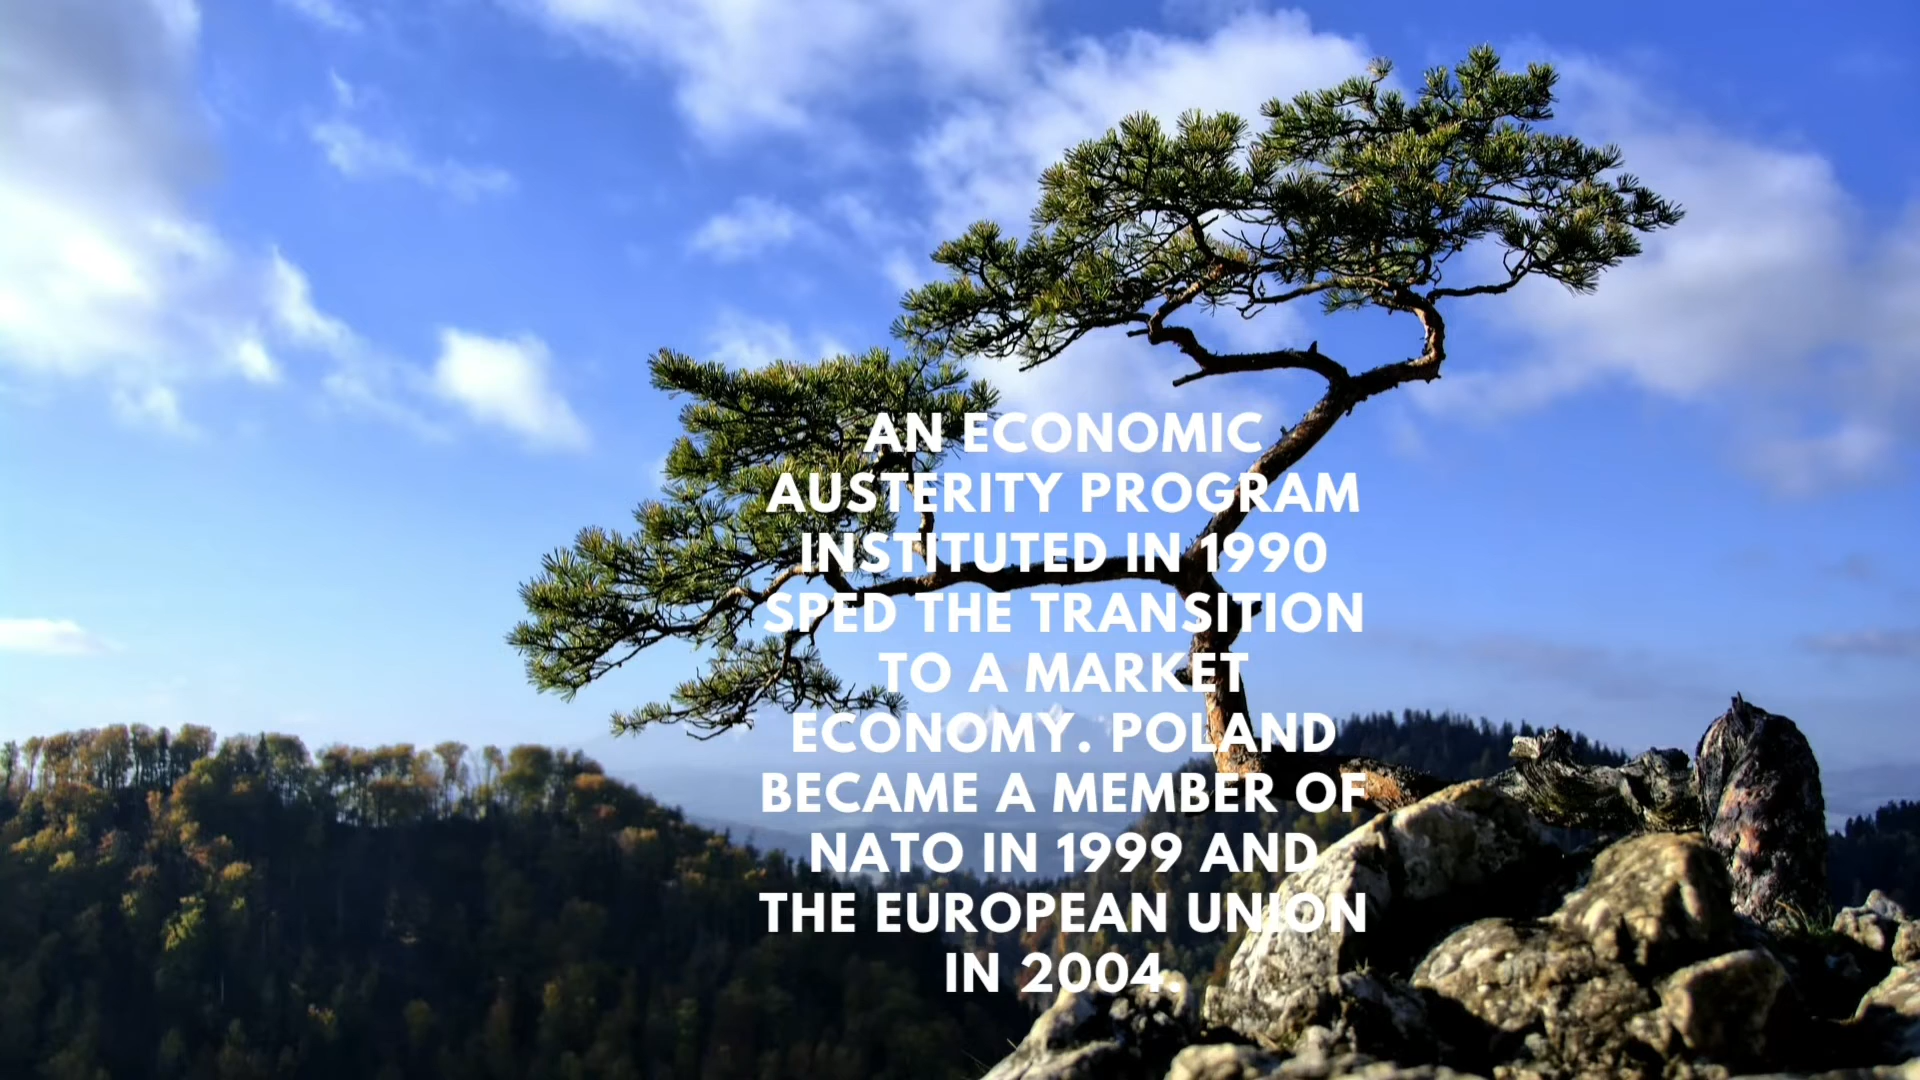 AN ECONOMIC
AUSTERITY PROGRAM
INSTITUTED IN 1990
SPED THE TRANSITION
TO A MARKET
ECONOMY. POLAND
BECAME A MEMBER OF
NATO IN 1999 AND
THE EUROPEAN UNION
IN 2004.